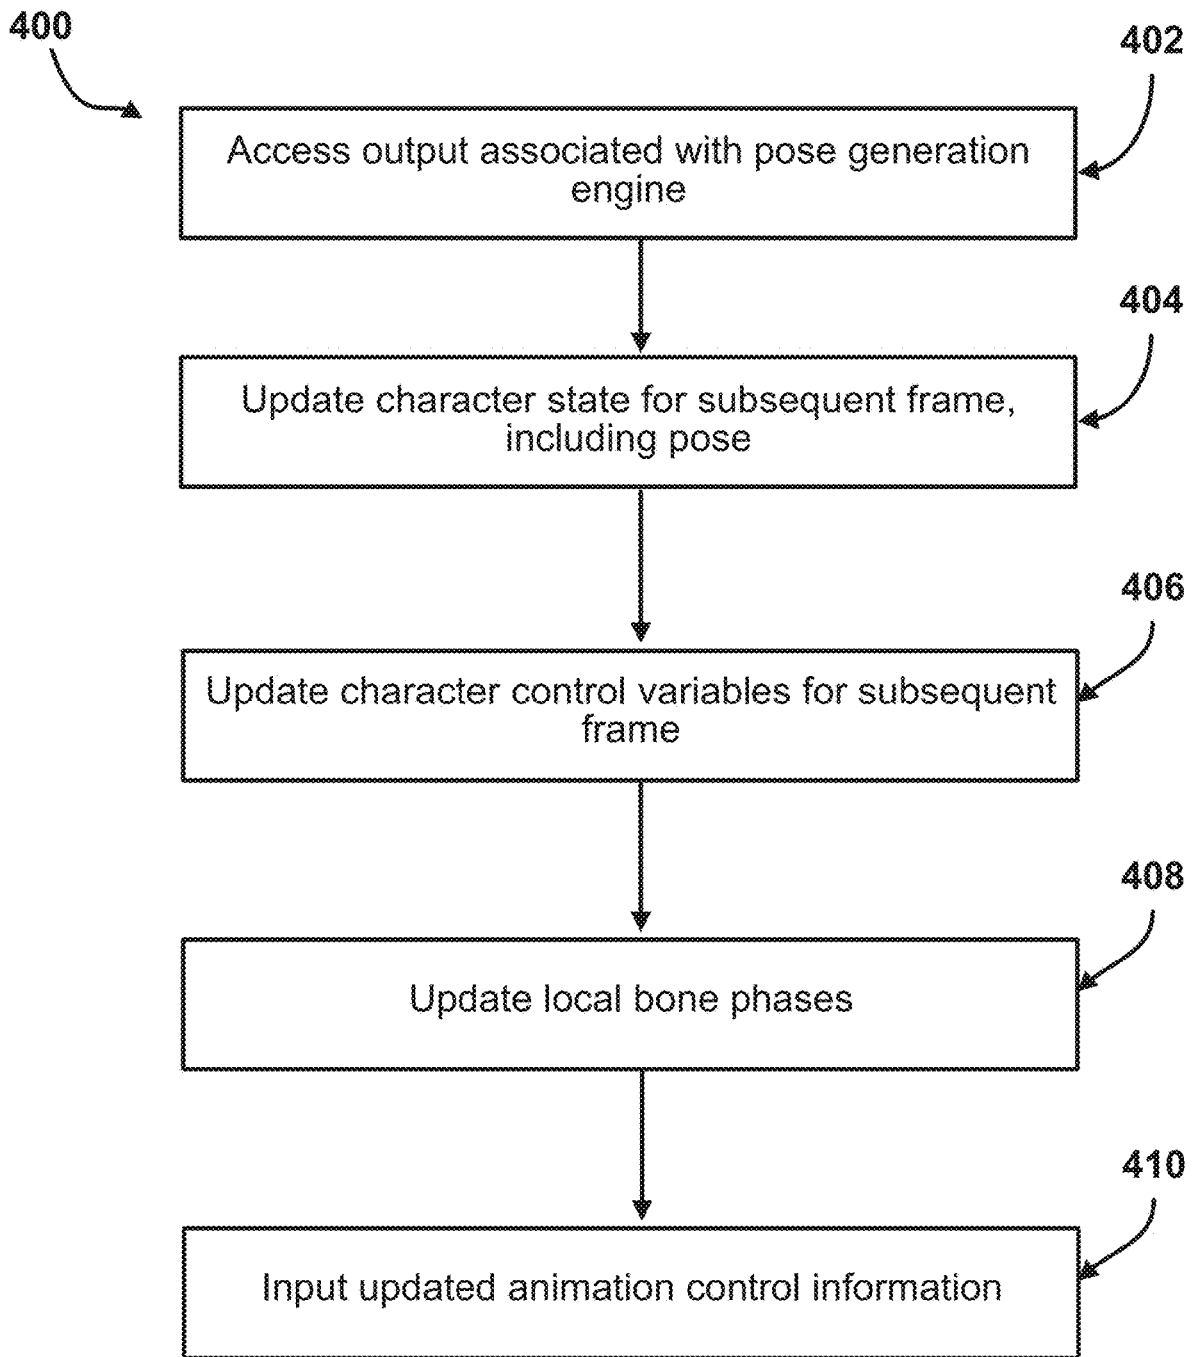 400
402
Access output associated with pose generation
engine
404
Update character state for subsequent frame,
including pose
406
Update character control variables for subsequent
frame
408
Update local bone phases
410
Input updated animation control information